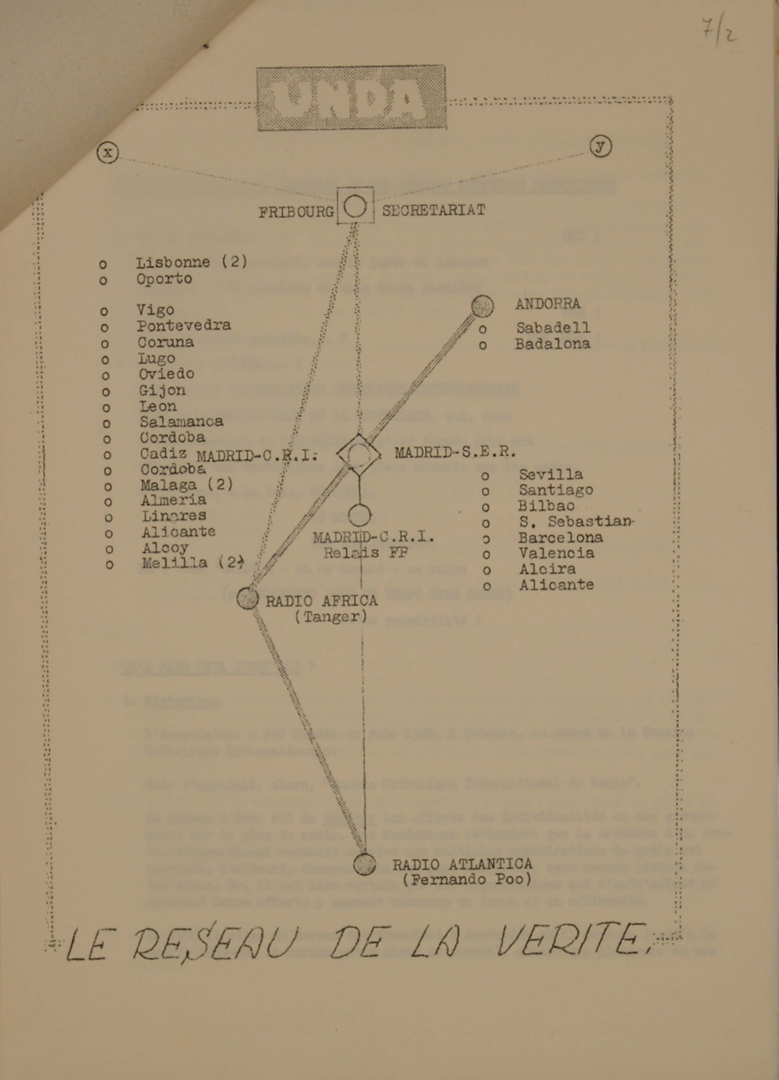 7/2
UNDA
x
y
FRIBOURG SECRETARIAT
o Lisbonne (2)
o Oporto
o Vigo
o Pontevedra
o Coruna
o Lugo
o Oviedo
o Gijon
o Leon
o Salamanca
o Cordoba
o Cadiz
o Cordoba
o Malaga (2)
o Almeria
o Linares
o Alicante
o Alcoy
o Melilla (2)
ANDORRA
o Sabadell
o Badalona
MADRID-C.R.I.
MADRID-S.E.R.
o Sevilla
o Santiago
o Bilbao
o S. Sebastian
o Barcelona
o Valencia
o Alcira
o Alicante
MADRID-C.R.I.
Relais FP
RADIO AFRICA
(Tanger)
RADIO ATLANTICA
(Fernando Poo)
LE RESEAU DE LA VERITE.